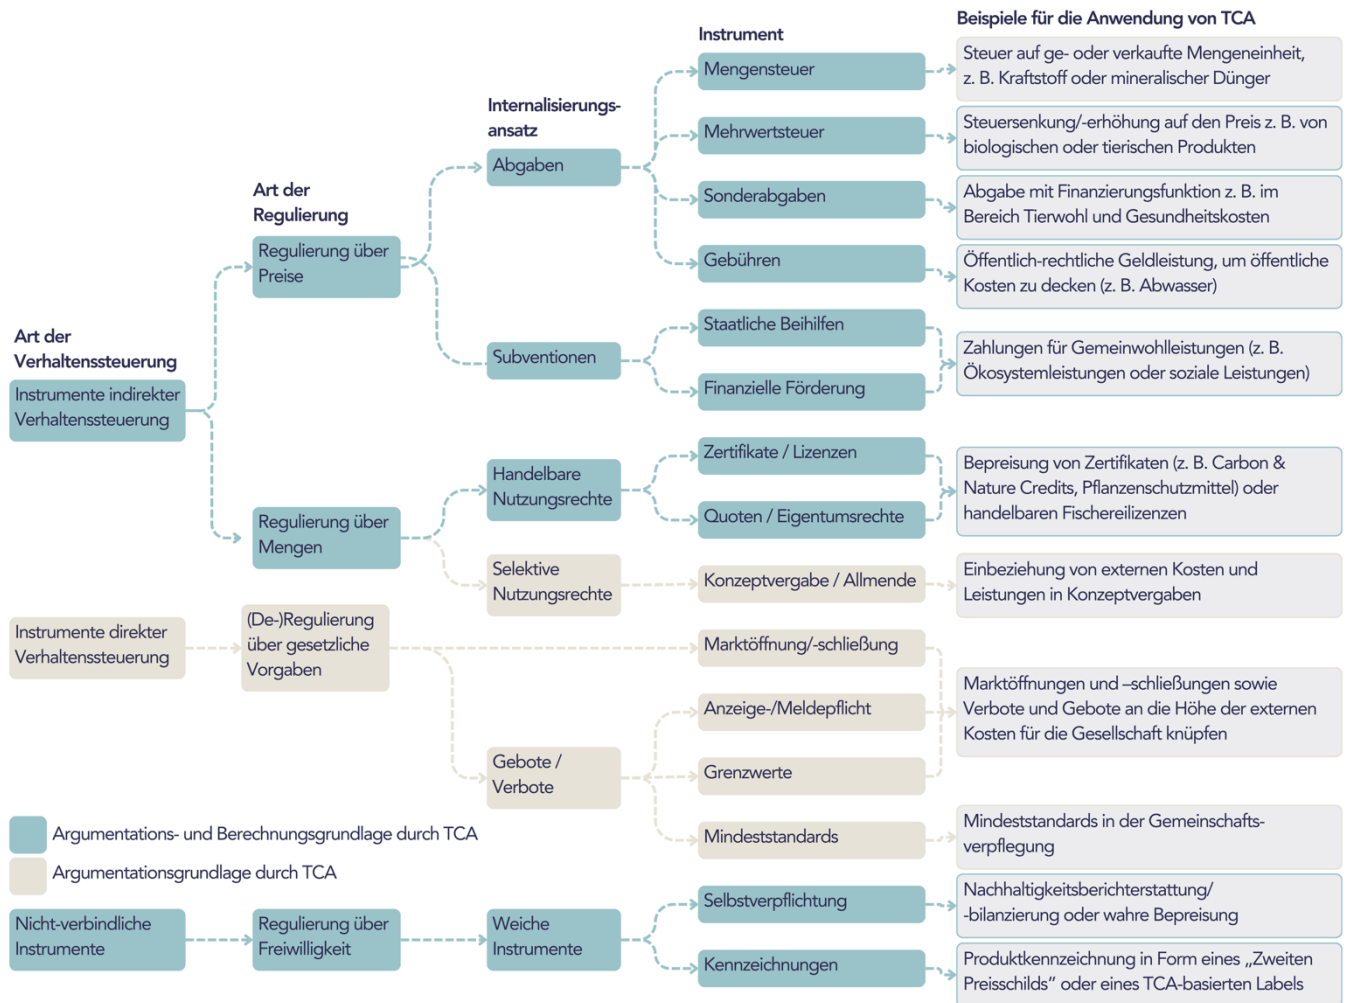 Beispiele für die Anwendung von TCA
Instrument
Mengensteuer
Steuer auf ge- oder verkaufte Mengeneinheit,
z. B. Kraftstoff oder mineralischer Dünger
Internalisierungs-
ansatz
Mehrwertsteuer
Steuersenkung/-erhöhung auf den Preis z. B. von
biologischen oder tierischen Produkten
Abgaben
Art der
Regulierung
Sonderabgaben
Abgabe mit Finanzierungsfunktion z. B. im
Bereich Tierwohl und Gesundheitskosten
Regulierung über
Preise
Gebühren
Öffentlich-rechtliche Geldleistung, um öffentliche
Kosten zu decken (z. B. Abwasser)
Art der
Verhaltenssteuerung
Staatliche Beihilfen
Subventionen
Zahlungen für Gemeinwohlleistungen (z. B.
Ökosystemleistungen oder soziale Leistungen)
Finanzielle Förderung
Instrumente indirekter
Verhaltenssteuerung
Handelbare
Nutzungsrechte
Zertifikate / Lizenzen
Bepreisung von Zertifikaten (z. B. Carbon &
Nature Credits, Pflanzenschutzmittel) oder
handelbaren Fischereilizenzen
Quoten / Eigentumsrechte
Regulierung über
Mengen
Selektive
Nutzungsrechte
Konzeptvergabe / Allmende
Einbeziehung von externen Kosten und
Leistungen in Konzeptvergaben
Instrumente direkter
Verhaltenssteuerung
(De-)Regulierung
über gesetzliche
Vorgaben
Marktöffnung/-schließung
Anzeige-/Meldepflicht
Marktöffnungen und –schließungen sowie
Verbote und Gebote an die Höhe der externen
Kosten für die Gesellschaft knüpfen
Gebote /
Verbote
Grenzwerte
Mindeststandards
Mindeststandards in der Gemeinschafts-
verpflegung
Argumentations- und Berechnungsgrundlage durch TCA
Argumentationsgrundlage durch TCA
Nicht-verbindliche
Instrumente
Regulierung über
Freiwilligkeit
Weiche
Instrumente
Selbstverpflichtung
Nachhaltigkeitsberichterstattung/
-bilanzierung oder wahre Bepreisung
Kennzeichnungen
Produktkennzeichnung in Form eines „Zweiten
Preisschilds“ oder eines TCA-basierten Labels